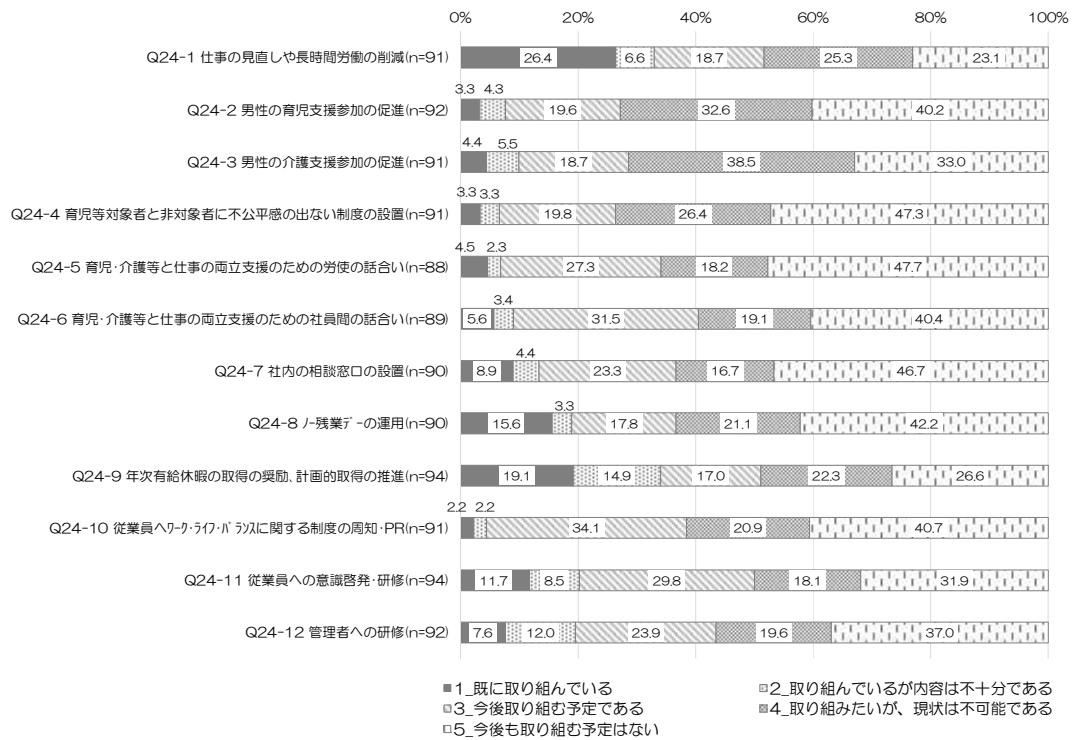 0% 20% 40% 60% 80% 100%
Q24-1 仕事の見直しや長時間労働の削減(n=91) 26.4 6.6 18.7 25.3 23.1
Q24-2 男性の育児支援参加の促進(n=92) 3.3 4.3 19.6 32.6 40.2
Q24-3 男性の介護支援参加の促進(n=91) 4.4 5.5 18.7 38.5 33.0
Q24-4 育児等対象者と非対象者に不公平感の出ない制度の設置(n=91) 3.3 3.3 19.8 26.4 47.3
Q24-5 育児・介護等と仕事の両立支援のための労使の話合い(n=88) 4.5 2.3 27.3 18.2 47.7
Q24-6 育児・介護等と仕事の両立支援のための社員間の話合い(n=89) 5.6 3.4 31.5 19.1 40.4
Q24-7 社内の相談窓口の設置(n=90) 8.9 4.4 23.3 16.7 46.7
Q24-8 ﾉｰ残業ﾃﾞｰの運用(n=90) 15.6 3.3 17.8 21.1 42.2
Q24-9 年次有給休暇の取得の奨励、計画的取得の推進(n=94) 19.1 14.9 17.0 22.3 26.6
Q24-10 従業員へﾜｰｸ･ﾗｲﾌ･ﾊﾞﾗﾝｽに関する制度の周知・PR(n=91) 2.2 2.2 34.1 20.9 40.7
Q24-11 従業員への意識啓発・研修(n=94) 11.7 8.5 29.8 18.1 31.9
Q24-12 管理者への研修(n=92) 7.6 12.0 23.9 19.6 37.0
1_既に取り組んでいる 2_取り組んでいるが内容は不十分である
3_今後取り組む予定である 4_取り組みたいが、現状は不可能である
5_今後も取り組む予定はない